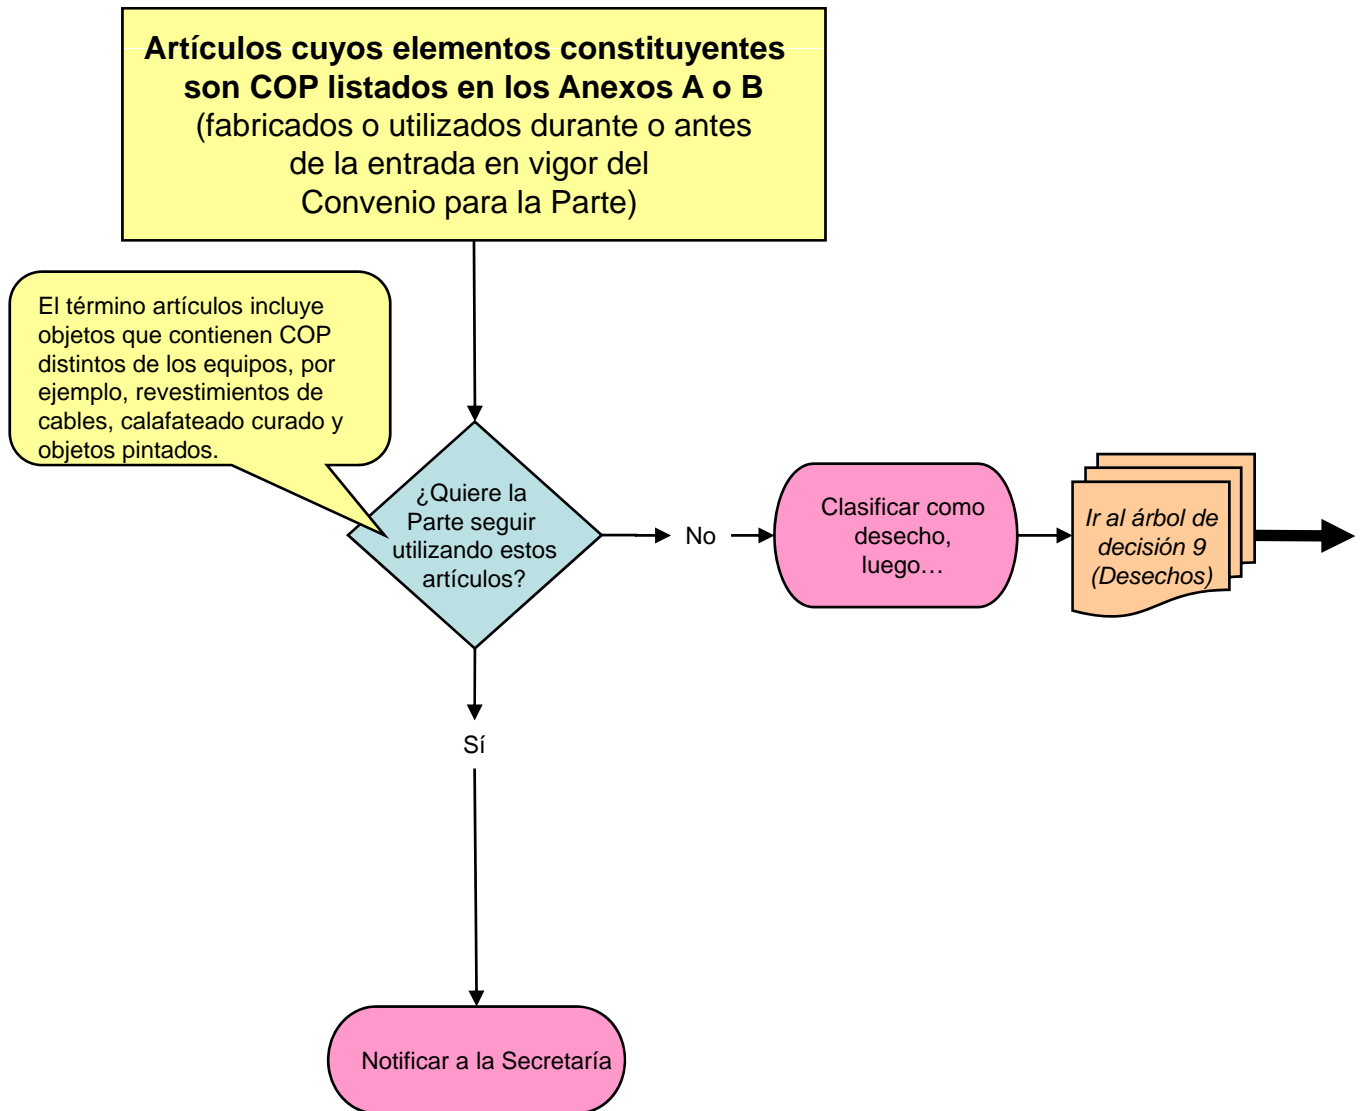 Artículos cuyos elementos constituyentes
son COP listados en los Anexos A o B
(fabricados o utilizados durante o antes
de la entrada en vigor del
Convenio para la Parte)
El término artículos incluye
objetos que contienen COP
distintos de los equipos, por
ejemplo, revestimientos de
cables, calafateado curado y
objetos pintados.
¿Quiere la
Parte seguir
utilizando estos
artículos?
No
Clasificar como
desecho,
luego…
Ir al árbol de
decisión 9
(Desechos)
Sí
Notificar a la Secretaría